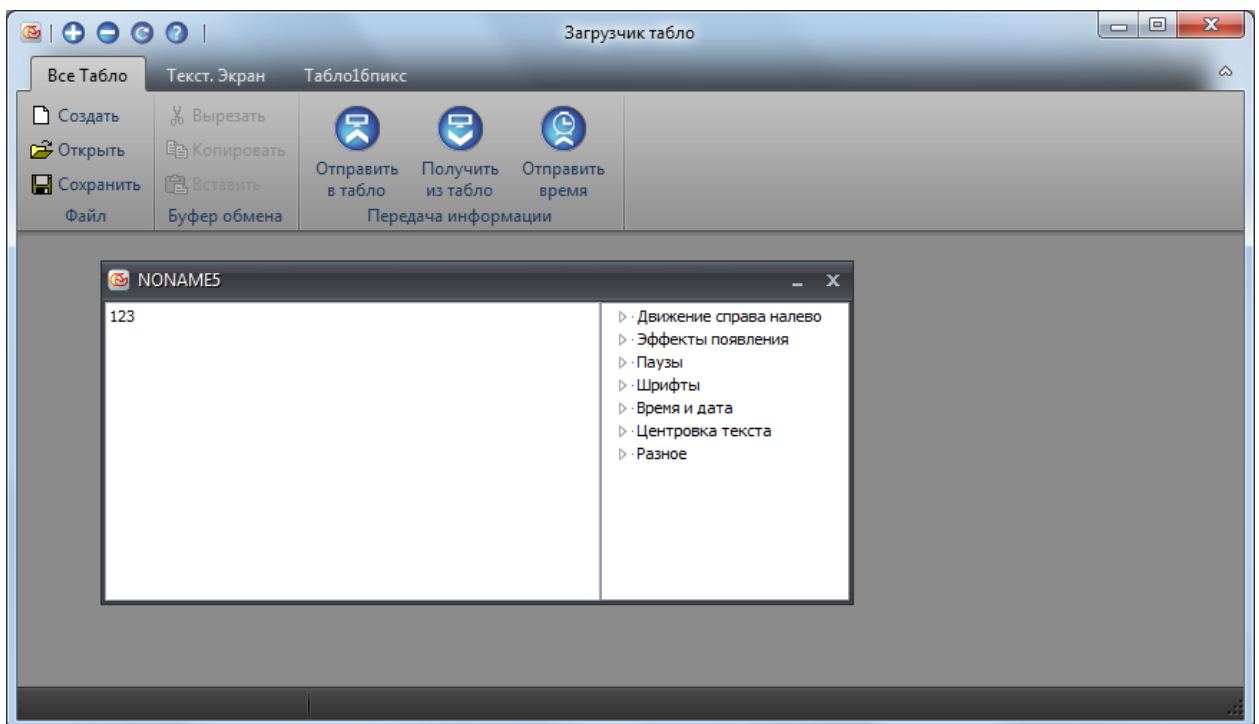 Загрузчик табло
Все Табло Текст. Экран Табло16пикс
Создать
Открыть
Сохранить
Файл
Вырезать
Копировать
Вставить
Буфер обмена
Отправить
в табло
Получить
из табло
Отправить
время
Передача информации
NONAME5
123
Движение справа налево
Эффекты появления
Паузы
Шрифты
Время и дата
Центровка текста
Разное